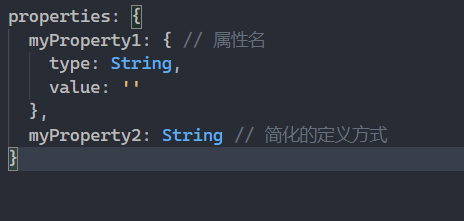 properties: {
  myProperty1: { // 属性名
    type: String,
    value: ''
  },
  myProperty2: String // 简化的定义方式
}